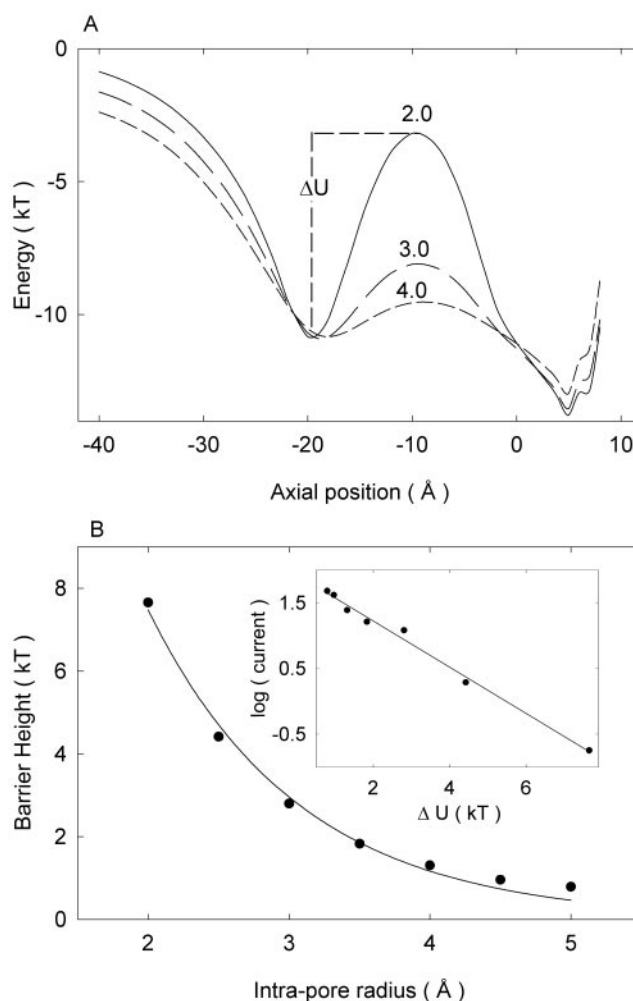 A
0
-5
-10
Energy ( kT )
2.0
ΔU
3.0
4.0
-40 -30 -20 -10 0 10
Axial position ( Å )
B
8
6
4
2
0
Barrier Height ( kT )
1.5
0.5
-0.5
log ( current )
2 4 6
Δ U ( kT )
2 3 4 5
Intra-pore radius ( Å )